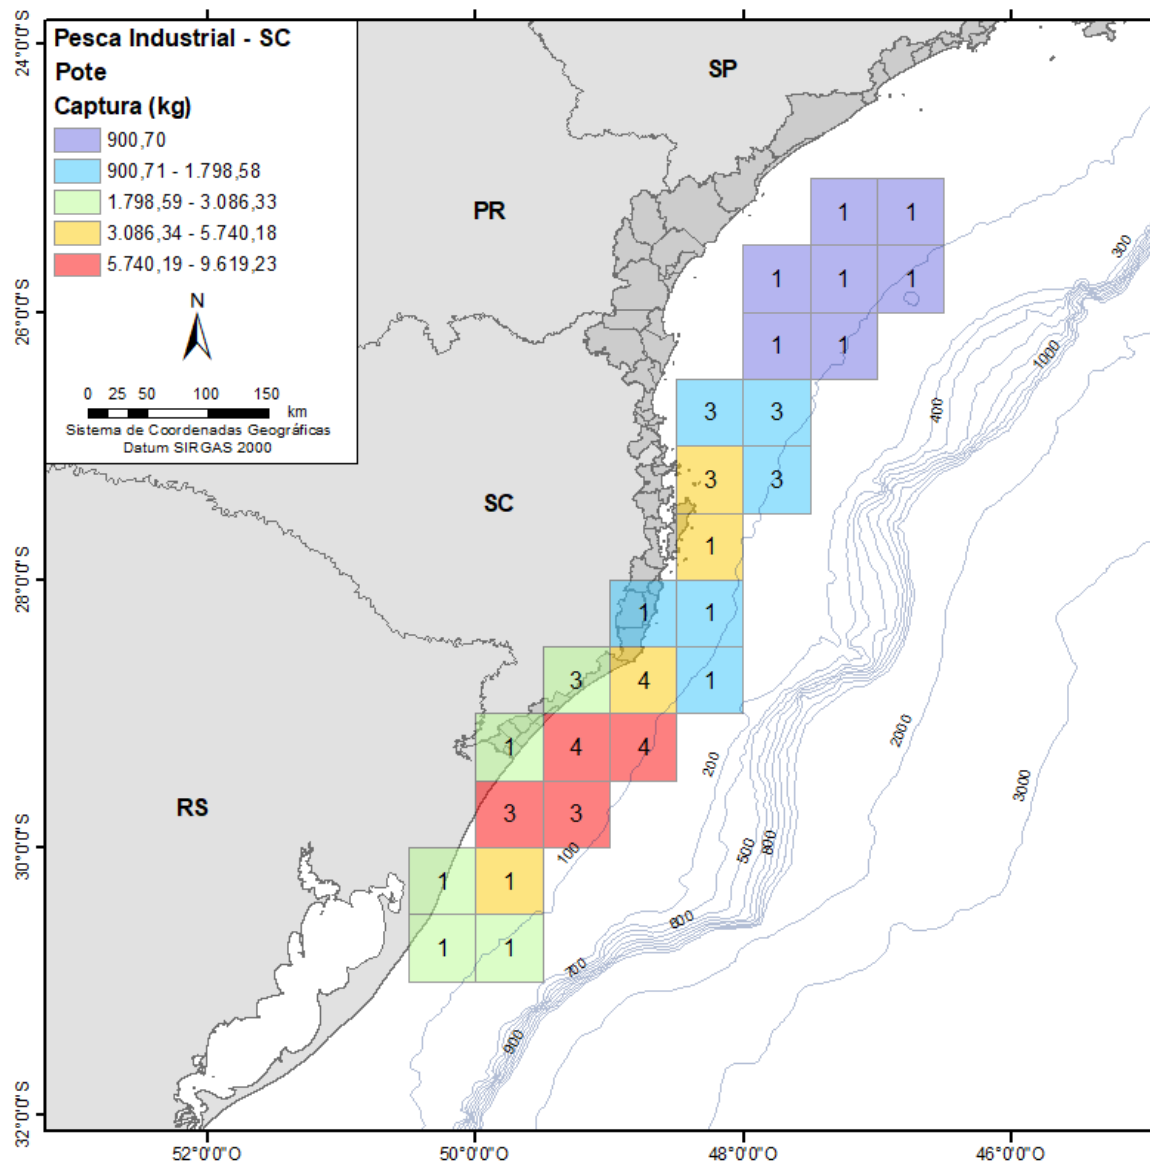 Pesca Industrial - SC
Pote
Captura (kg)
900,70
900,71 - 1.798,58
1.798,59 - 3.086,33
3.086,34 - 5.740,18
5.740,19 - 9.619,23
N
0 25 50 100 150
km
Sistema de Coordenadas Geográficas
Datum SIRGAS 2000
SP
PR
SC
RS
1 1
1 1 1
1 1
3 3
3 3
1
1 1
3 4 1
1 4 4
3 3
1 1
1 1
300
1000
400
200
2000
3000
100
500
800
600
700
900
24°0'0"S
26°0'0"S
28°0'0"S
30°0'0"S
32°0'0"S
52°0'0"O 50°0'0"O 48°0'0"O 46°0'0"O